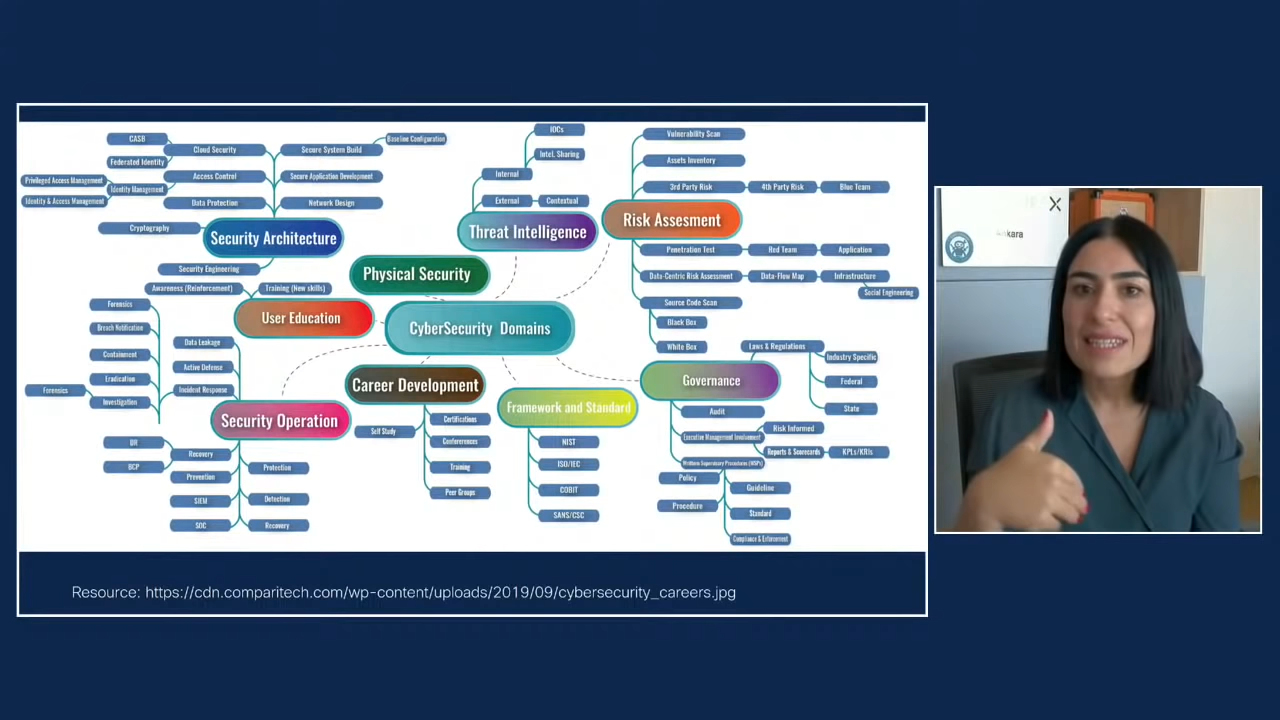 CASB
Cloud Security
Federated Identity
Privileged Access Management
Identity Management
Access Control
Identity & Access Management
Data Protection
Cryptography
Secure System Build
Baseline Configuration
Secure Application Development
Network Design
Security Architecture
Security Engineering
IOCs
Intel. Sharing
Internal
External
Contextual
Threat Intelligence
Vulnerability Scan
Assets Inventory
3rd Party Risk
4th Party Risk
Blue Team
Risk Assesment
Penetration Test
Red Team
Application
Data-Centric Risk Assessment
Data-Flow Map
Infrastructure
Social Engineering
Source Code Scan
Black Box
White Box
Physical Security
Awareness (Reinforcement)
Training (New skills)
User Education
CyberSecurity Domains
Forensics
Breach Notification
Containment
Eradication
Forensics
Investigation
Data Leakage
Active Defense
Incident Response
Security Operation
Recovery
BCP
Prevention
SIEM
SOC
Protection
Detection
Recovery
Career Development
Self Study
Certifications
Conferences
Training
Peer Groups
Framework and Standard
NIST
ISO/IEC
COBIT
SANS/CSC
Laws & Regulations
Industry Specific
Federal
State
Governance
Audit
Executive Management Involvement
Risk Informed
Reports & Scorecards
KPLs/KRIs
Written Supervisory Procedures (WSPs)
Policy
Procedure
Guideline
Standard
Compliance & Enforcement
Resource: https://cdn.comparitech.com/wp-content/uploads/2019/09/cybersecurity_careers.jpg